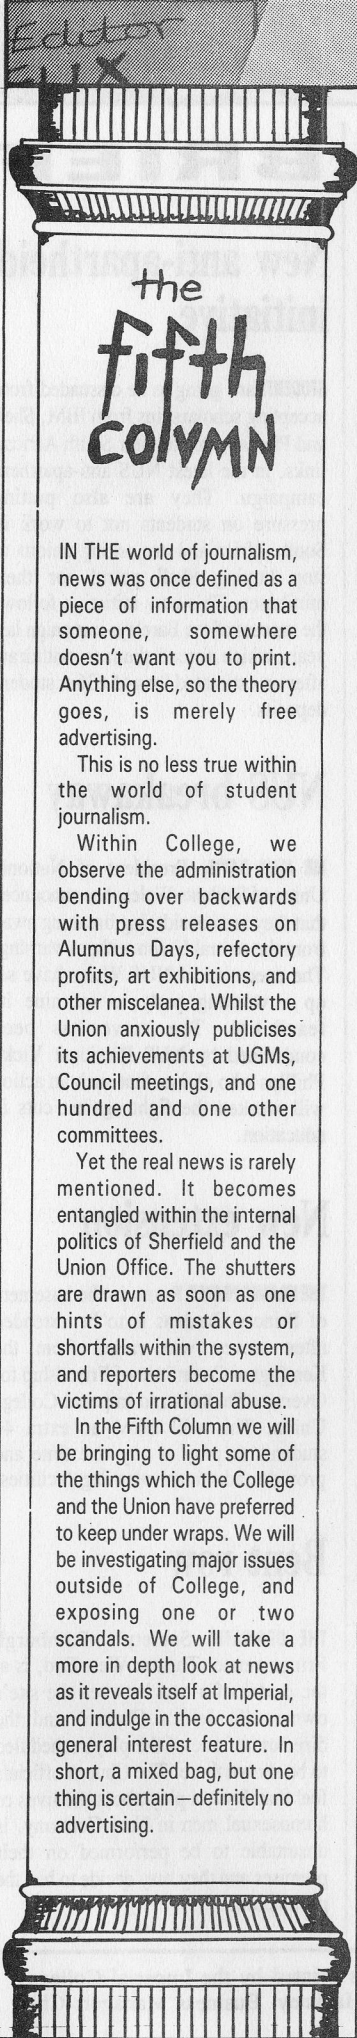 Editor
FELIX
the
fifth
COLVMN
IN THE world of journalism,
news was once defined as a
piece of information that
someone, somewhere
doesn't want you to print.
Anything else, so the theory
goes, is merely free
advertising.
This is no less true within
the world of student
journalism.
Within College, we
observe the administration
bending over backwards
with press releases on
Alumnus Days, refectory
profits, art exhibitions and
other miscelanea. Whilst the
Union anxiously publicises
its achievements at UGMs,
Council meetings, and one
hundred and one other
committees.
Yet the real news is rarely
mentioned. It becomes
entangled within the internal
politics of Sherfield and the
Union Office. The shutters
are drawn as soon as one
hints of mistakes or
shortfalls within the system,
and reporters become the
victims of irrational abuse.
In the Fifth Column we will
be bringing to light some of
the things which the College
and the Union have preferred
to keep under wraps. We will
be investigating major issues
outside of College, and
exposing one or two
scandals. We will take a
more in depth look at news
as it reveals itself at Imperial,
and indulge in the occasional
general interest feature. In
short, a mixed bag, but one
thing is certain—definitely no
advertising.